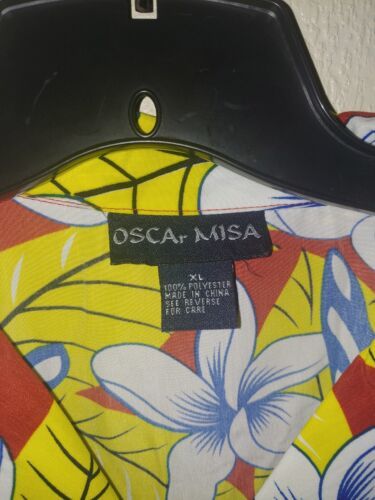 OSCAr MISA
XL
100% POLYESTER
MADE IN CHINA
SEE REVERSE
FOR CARE